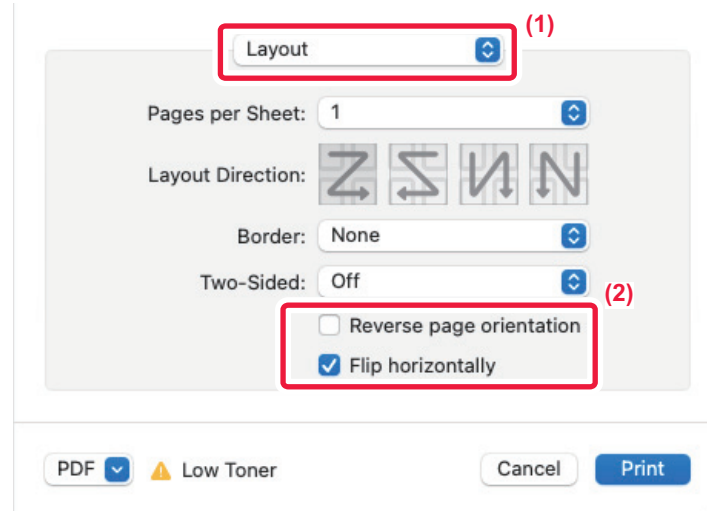 (1)
Layout
Pages per Sheet: 1
Layout Direction:
Border: None
Two-Sided: Off
(2)
Reverse page orientation
Flip horizontally
PDF Low Toner Cancel Print